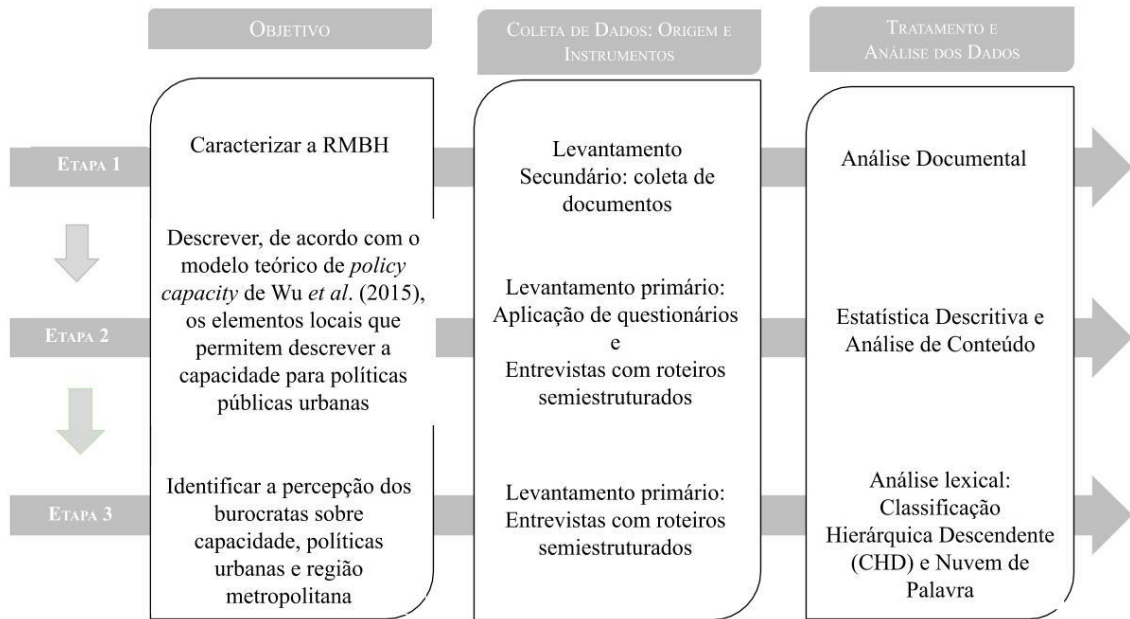 OBJETIVO
COLETA DE DADOS: ORIGEM E
INSTRUMENTOS
TRATAMENTO E
ANÁLISE DOS DADOS
ETAPA 1
Caracterizar a RMBH
Levantamento
Secundário: coleta de
documentos
Análise Documental
ETAPA 2
Descrever, de acordo com o
modelo teórico de policy
capacity de Wu et al. (2015),
os elementos locais que
permitem descrever a
capacidade para políticas
públicas urbanas
Levantamento primário:
Aplicação de questionários
e
Entrevistas com roteiros
semiestruturados
Estatística Descritiva e
Análise de Conteúdo
ETAPA 3
Identificar a percepção dos
burocratas sobre
capacidade, políticas
urbanas e região
metropolitana
Levantamento primário:
Entrevistas com roteiros
semiestruturados
Análise lexical:
Classificação
Hierárquica Descendente
(CHD) e Nuvem de
Palavra